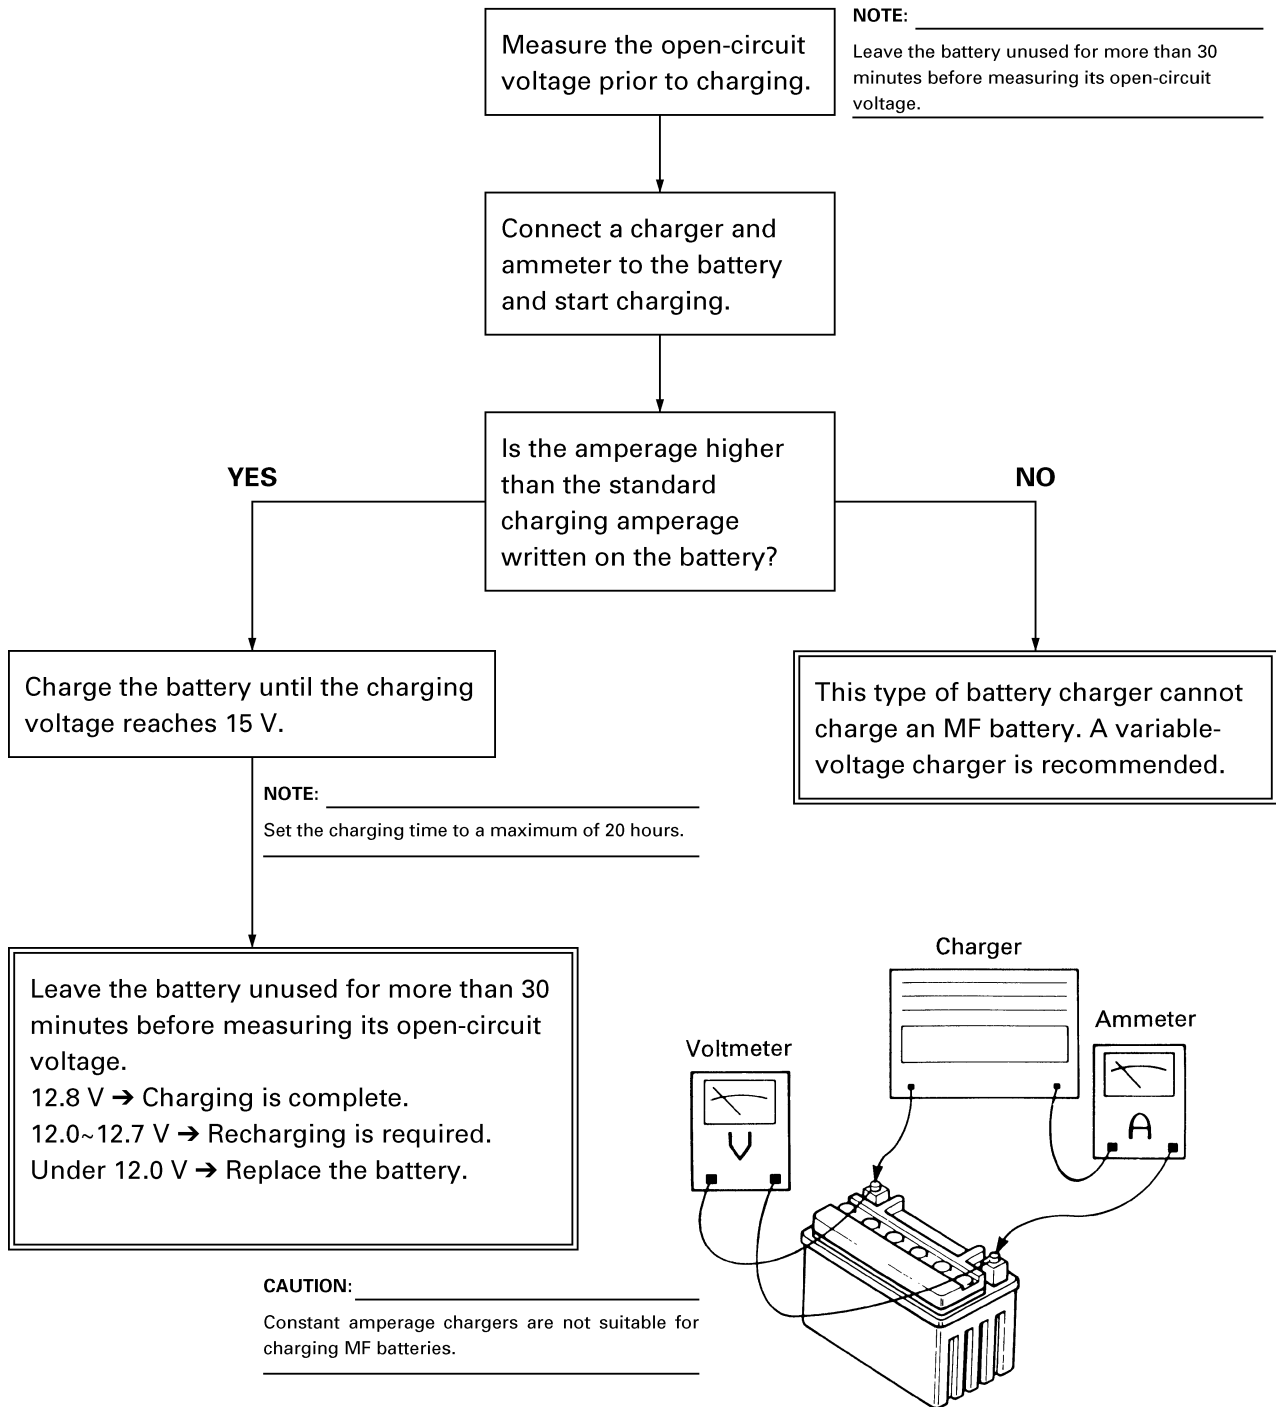 Measure the open-circuit
voltage prior to charging.
NOTE:
Leave the battery unused for more than 30
minutes before measuring its open-circuit
voltage.
Connect a charger and
ammeter to the battery
and start charging.
Is the amperage higher
than the standard
charging amperage
written on the battery?
YES
NO
Charge the battery until the charging
voltage reaches 15 V.
This type of battery charger cannot
charge an MF battery. A variable-
voltage charger is recommended.
NOTE:
Set the charging time to a maximum of 20 hours.
Leave the battery unused for more than 30
minutes before measuring its open-circuit
voltage.
12.8 V ➔ Charging is complete.
12.0~12.7 V ➔ Recharging is required.
Under 12.0 V ➔ Replace the battery.
Charger
Ammeter
Voltmeter
A
V
CAUTION:
Constant amperage chargers are not suitable for
charging MF batteries.